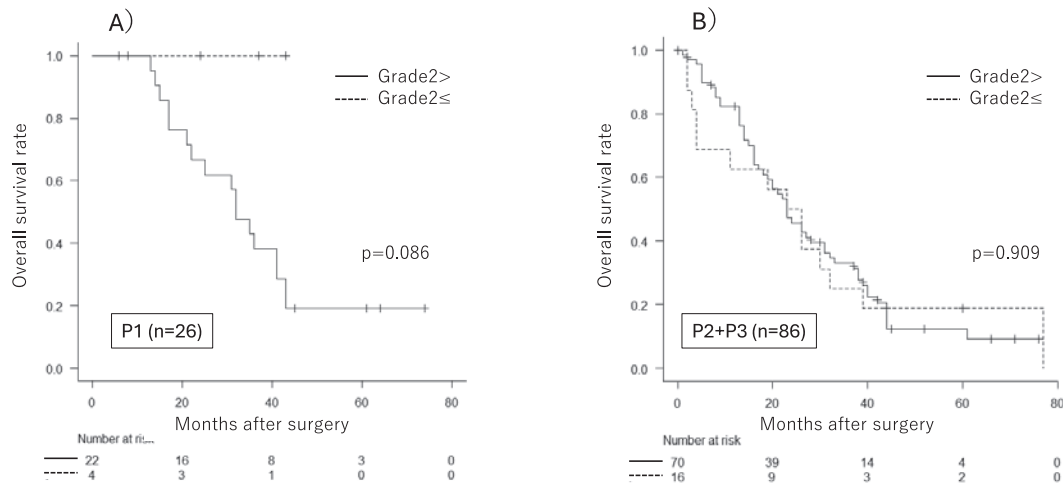 A)
1.0
0.8
0.6
0.4
0.2
0.0
Overall survival rate
Grade2>
Grade2≤
p=0.086
P1 (n=26)
0 20 40 60 80
Months after surgery
Number at ri...
22 16 8 3 0
4 3 1 0 0
B)
1.0
0.8
0.6
0.4
0.2
0.0
Overall survival rate
Grade2>
Grade2≤
p=0.909
P2+P3 (n=86)
0 20 40 60 80
Months after surgery
Number at risk
70 39 14 4 0
16 9 3 2 0